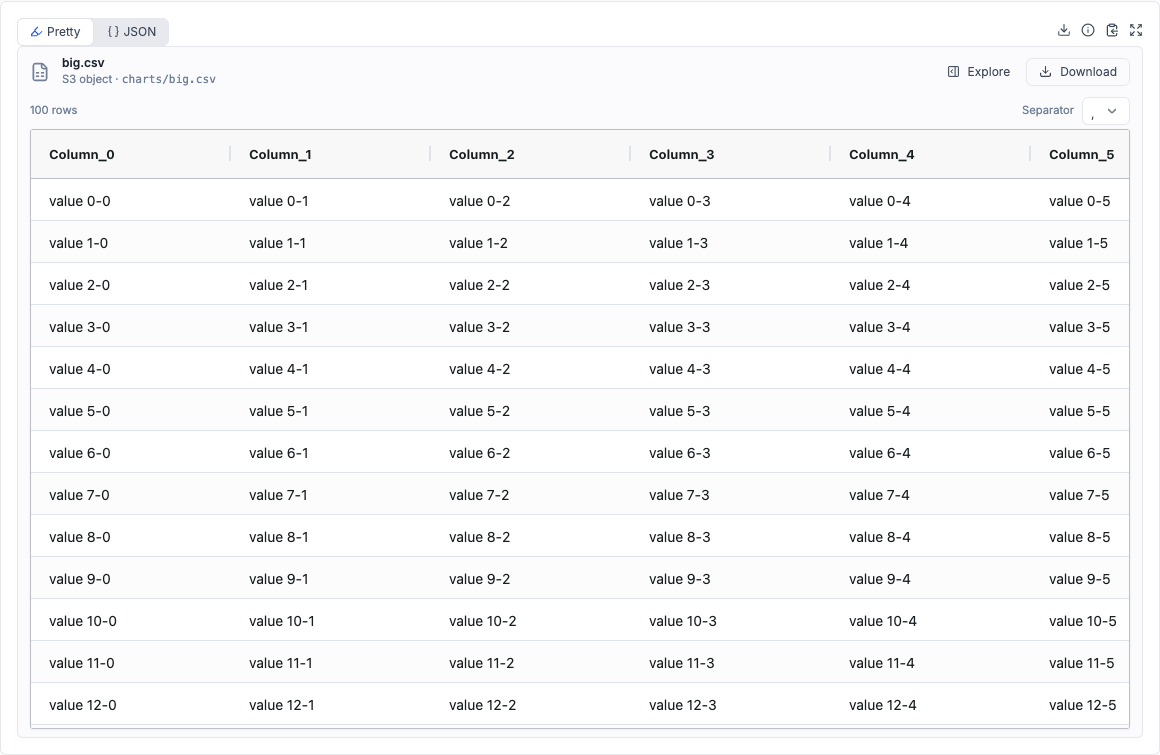 Pretty {} JSON
big.csv
S3 object · charts/big.csv
Explore Download
100 rows Separator ,
Column_0 Column_1 Column_2 Column_3 Column_4 Column_5
value 0-0 value 0-1 value 0-2 value 0-3 value 0-4 value 0-5
value 1-0 value 1-1 value 1-2 value 1-3 value 1-4 value 1-5
value 2-0 value 2-1 value 2-2 value 2-3 value 2-4 value 2-5
value 3-0 value 3-1 value 3-2 value 3-3 value 3-4 value 3-5
value 4-0 value 4-1 value 4-2 value 4-3 value 4-4 value 4-5
value 5-0 value 5-1 value 5-2 value 5-3 value 5-4 value 5-5
value 6-0 value 6-1 value 6-2 value 6-3 value 6-4 value 6-5
value 7-0 value 7-1 value 7-2 value 7-3 value 7-4 value 7-5
value 8-0 value 8-1 value 8-2 value 8-3 value 8-4 value 8-5
value 9-0 value 9-1 value 9-2 value 9-3 value 9-4 value 9-5
value 10-0 value 10-1 value 10-2 value 10-3 value 10-4 value 10-5
value 11-0 value 11-1 value 11-2 value 11-3 value 11-4 value 11-5
value 12-0 value 12-1 value 12-2 value 12-3 value 12-4 value 12-5